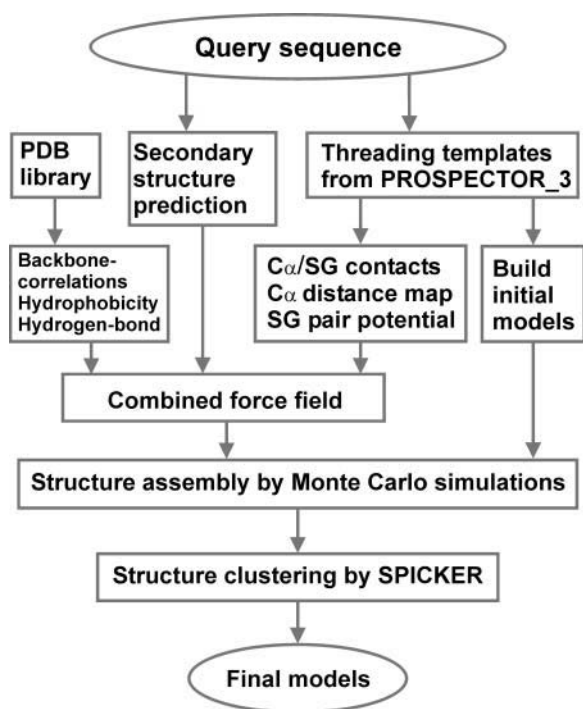 Query sequence
PDB
library
Secondary
structure
prediction
Threading templates
from PROSPECTOR_3
Backbone-
correlations
Hydrophobicity
Hydrogen-bond
Cα/SG contacts
Cα distance map
SG pair potential
Build
initial
models
Combined force field
Structure assembly by Monte Carlo simulations
Structure clustering by SPICKER
Final models